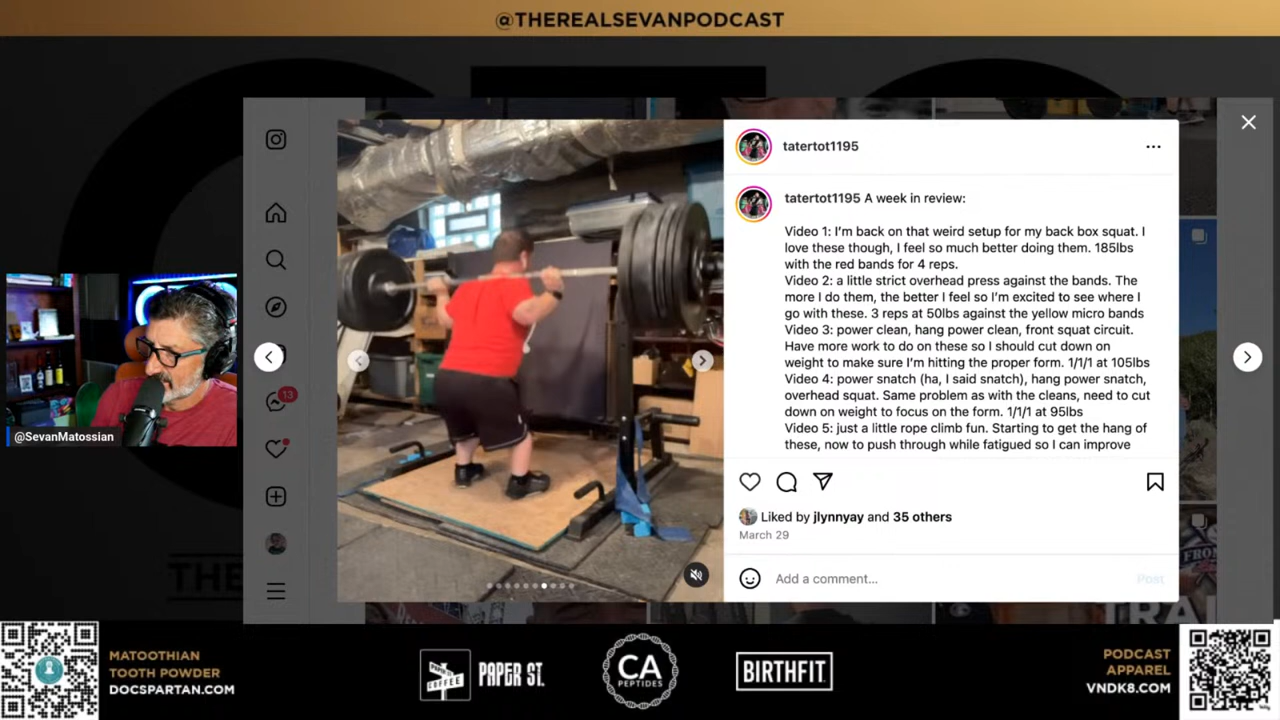 @THEREALSEVANPODCAST
tatertot1195
tatertot1195 A week in review:
Video 1: I'm back on that weird setup for my back box squat. I
love these though, I feel so much better doing them. 185lbs
with the red bands for 4 reps.
Video 2: a little strict overhead press against the bands. The
more I do them, the better I feel so I'm excited to see where I
go with these. 3 reps at 50lbs against the yellow micro bands
Video 3: power clean, hang power clean, front squat circuit.
Have more work to do on these so I should cut down on
weight to make sure I'm hitting the proper form. 1/1/1 at 105lbs
Video 4: power snatch (ha, I said snatch), hang power snatch,
overhead squat. Same problem as with the cleans, need to cut
down on weight to focus on the form. 1/1/1 at 95lbs
Video 5: just a little rope climb fun. Starting to get the hang of
these, now to push through while fatigued so I can improve
13
@SevanMatossian
Liked by jlynnyay and 35 others
March 29
Add a comment...
Post
THE
TRA
MATOOTHIAN
TOOTH POWDER
DOCSPARTAN.COM
COFFEE
PAPER ST.
CA
PEPTIDES
BIRTHFIT
PODCAST
APPAREL
VNDK8.COM